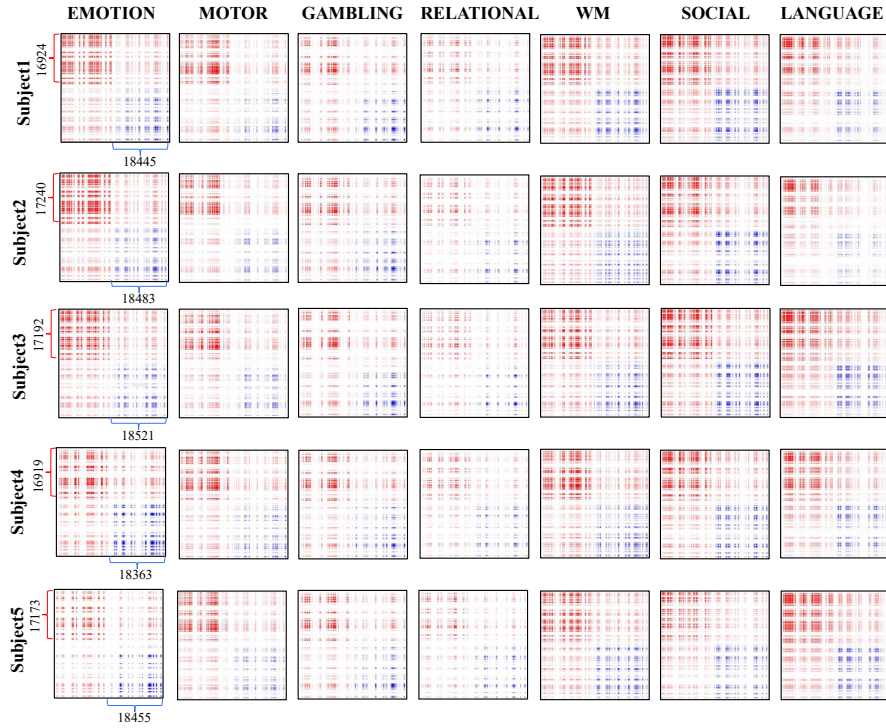 EMOTION MOTOR GAMBLING RELATIONAL WM SOCIAL LANGUAGE
Subject1
16924
18445
Subject2
17240
18483
Subject3
17192
18521
Subject4
16919
18363
Subject5
17173
18455